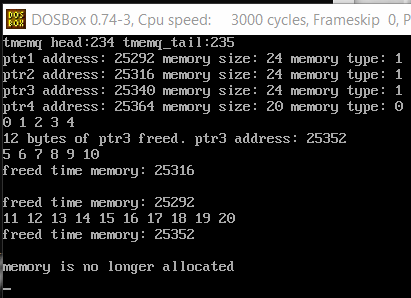 DOSBox 0.74-3, Cpu speed: 3000 cycles, Frameskip 0, P
tmemq head:234 tmemq_tail:235
ptr1 address: 25292 memory size: 24 memory type: 1
ptr2 address: 25316 memory size: 24 memory type: 1
ptr3 address: 25340 memory size: 24 memory type: 1
ptr4 address: 25364 memory size: 20 memory type: 0
0 1 2 3 4
12 bytes of ptr3 freed. ptr3 address: 25352
5 6 7 8 9 10
freed time memory: 25316
freed time memory: 25292
11 12 13 14 15 16 17 18 19 20
freed time memory: 25352
memory is no longer allocated
_